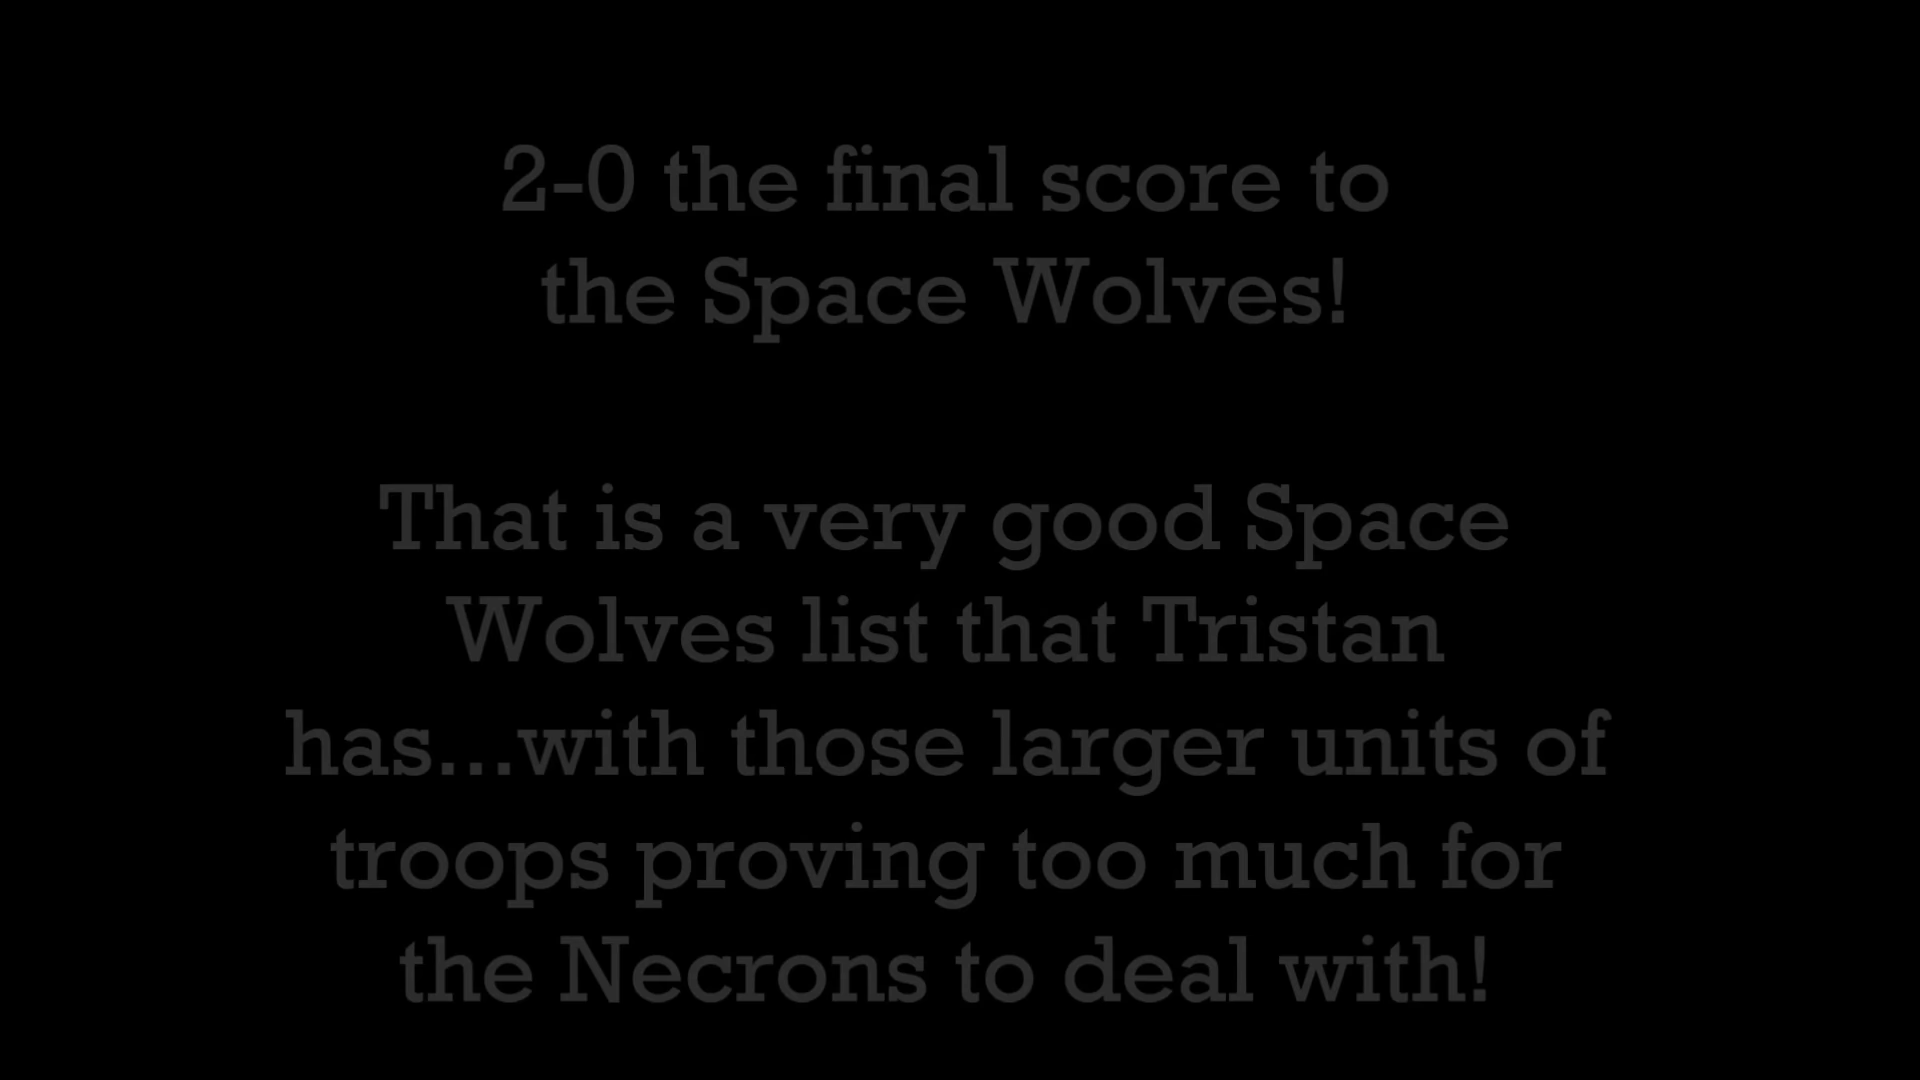 2-0 the final score to
the Space Wolves!
That is a very good Space
Wolves list that Tristan
has...with those larger units of
troops proving too much for
the Necrons to deal with!